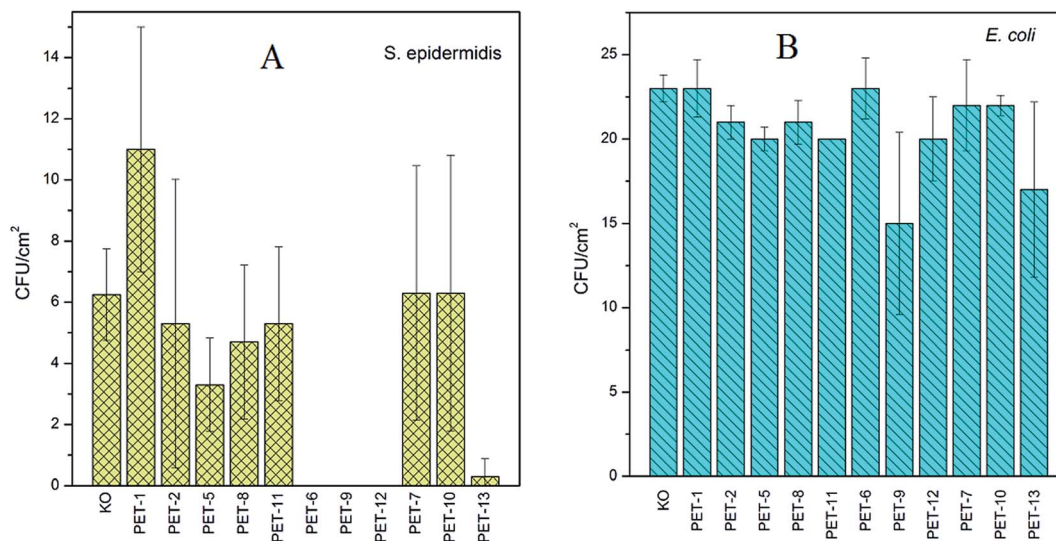 A
S. epidermidis
CFU/cm²
14
12
10
8
6
4
2
0
KO
PET-1
PET-2
PET-5
PET-8
PET-11
PET-6
PET-9
PET-12
PET-7
PET-10
PET-13
B
E. coli
CFU/cm²
25
20
15
10
5
0
KO
PET-1
PET-2
PET-5
PET-8
PET-11
PET-6
PET-9
PET-12
PET-7
PET-10
PET-13